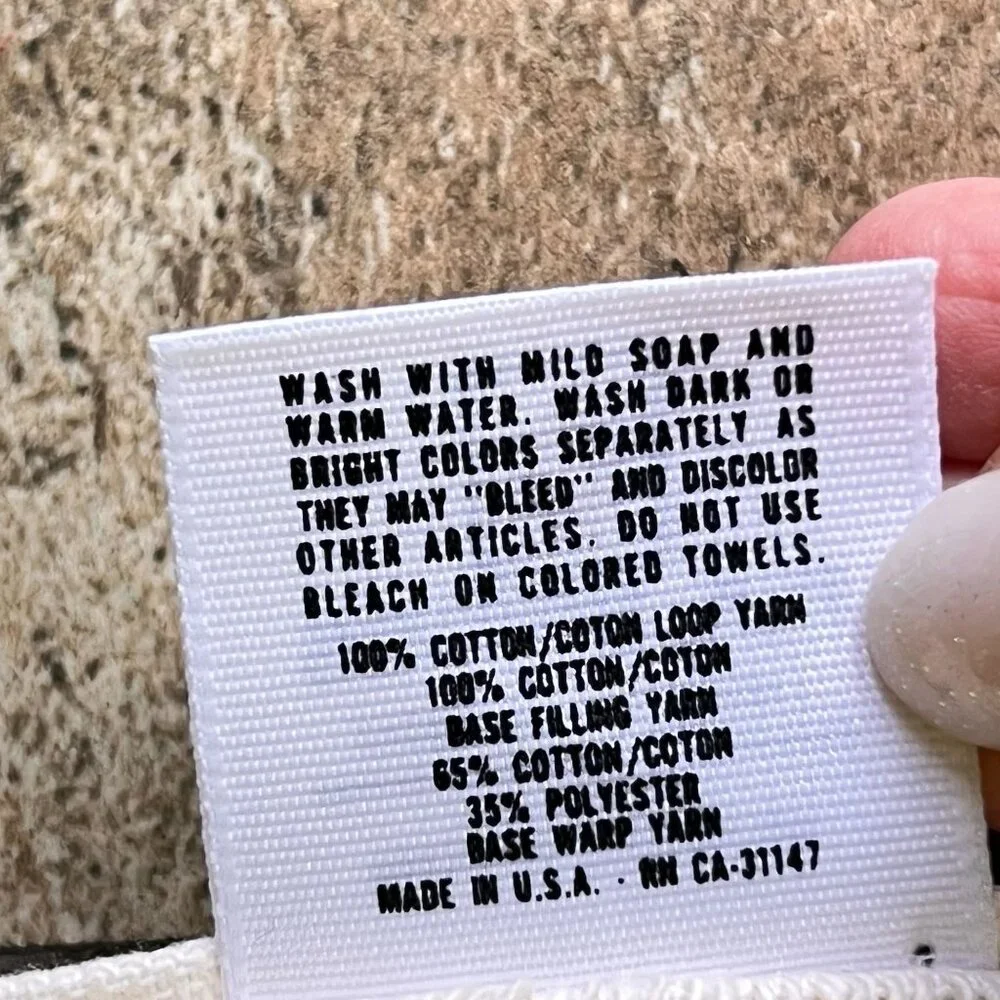 WASH WITH MILD SOAP AND
WARM WATER. WASH DARK OR
BRIGHT COLORS SEPARATELY AS
THEY MAY "BLEED" AND DISCOLOR
OTHER ARTICLES. DO NOT USE
BLEACH ON COLORED TOWELS.
100% COTTON/COTON LOOP YARN
100% COTTON/COTON
BASE FILLING YARN
65% COTTON/COTON
35% POLYESTER
BASE WARP YARN
MADE IN U.S.A. · RN CA-31147